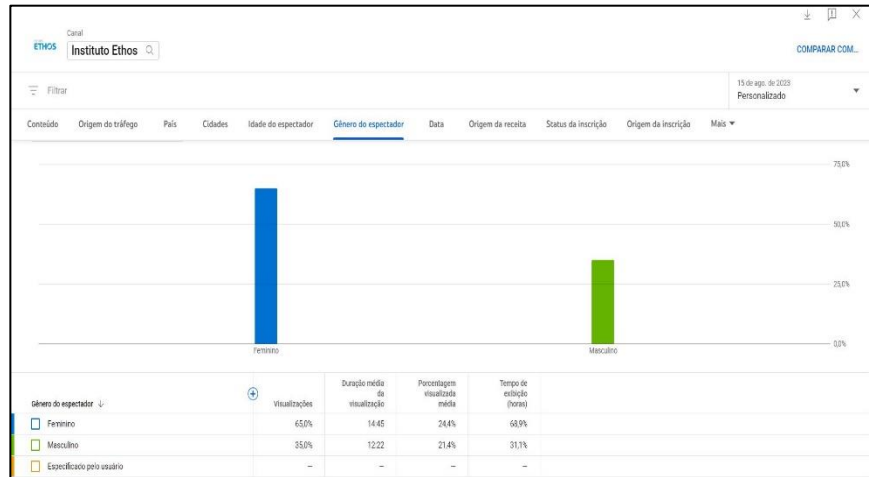 Canal
ETHOS
Instituto Ethos
COMPARAR COM...
Filtrar
15 de ago. de 2023
Personalizado
Conteúdo Origem do tráfego País Cidades Idade do espectador Gênero do espectador Data Origem da receita Status da inscrição Origem da inscrição Mais
75,0%
50,0%
25,0%
0,0%
Feminino Masculino
Gênero do espectador Visualizações Duração média da visualização Porcentagem visualizada média Tempo de exibição (horas)
Feminino 65,0% 14:45 24,4% 68,9%
Masculino 35,0% 12:22 21,4% 31,1%
Especificado pelo usuário – – – –